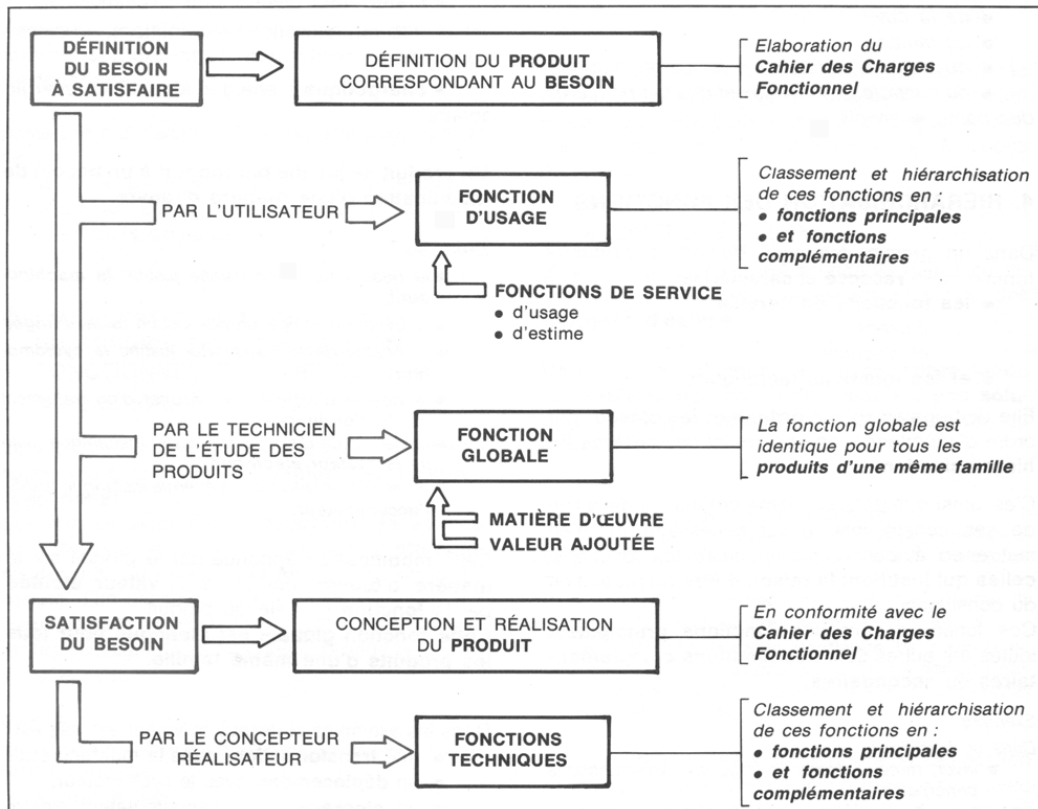 DÉFINITION
DU BESOIN
À SATISFAIRE
DÉFINITION DU PRODUIT
CORRESPONDANT AU BESOIN
Elaboration du
Cahier des Charges
Fonctionnel
PAR L'UTILISATEUR
FONCTION
D'USAGE
Classement et hiérarchisation
de ces fonctions en :
• fonctions principales
• et fonctions
complémentaires
FONCTIONS DE SERVICE
• d'usage
• d'estime
PAR LE TECHNICIEN
DE L'ÉTUDE DES
PRODUITS
FONCTION
GLOBALE
La fonction globale est
identique pour tous les
produits d'une même famille
MATIÈRE D'ŒUVRE
VALEUR AJOUTÉE
SATISFACTION
DU BESOIN
CONCEPTION ET RÉALISATION
DU PRODUIT
En conformité avec le
Cahier des Charges
Fonctionnel
PAR LE CONCEPTEUR
RÉALISATEUR
FONCTIONS
TECHNIQUES
Classement et hiérarchisation
de ces fonctions en :
• fonctions principales
• et fonctions
complémentaires